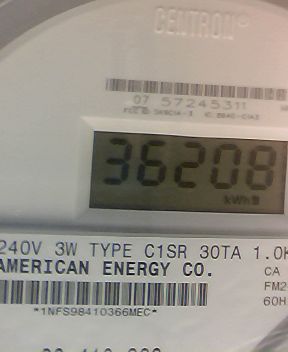 CENTRON®
07 57245311
36208
kWh
240V 3W TYPE C1SR 30TA 1.0K
AMERICAN ENERGY CO.
CA
FM2
60H
*1NFS98410366MEC*